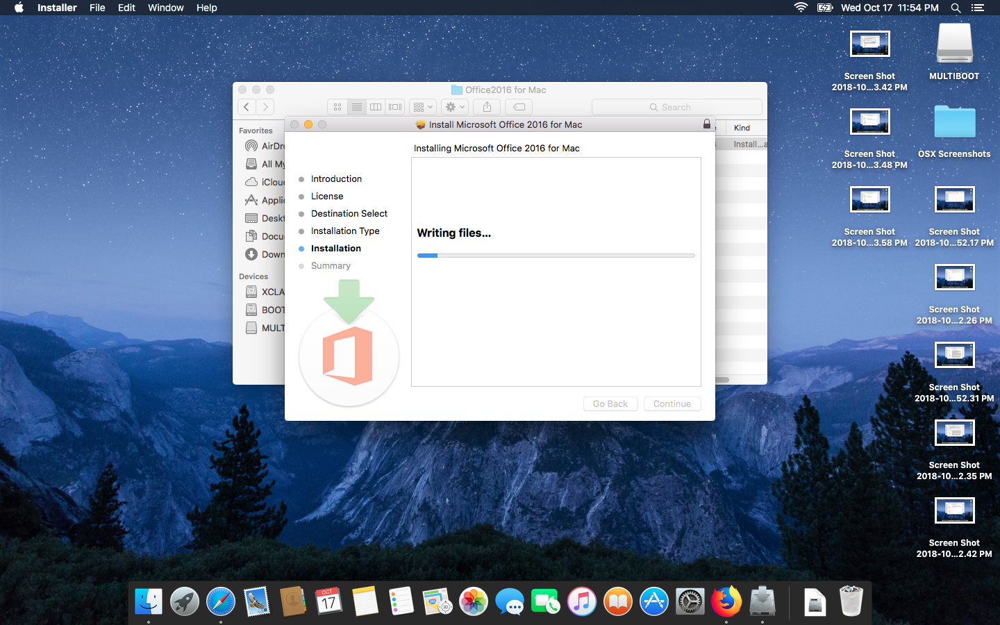 Installer File Edit Window Help
Wed Oct 17 11:54 PM
Office2016 for Mac
Search
Favorites
AirDr
All My
iClou
Appli
Deskt
Docu
Down
Devices
XCLA
BOOT
MULT
Kind
Install...a
Install Microsoft Office 2016 for Mac
Installing Microsoft Office 2016 for Mac
Introduction
License
Destination Select
Installation Type
Installation
Summary
Writing files...
Go Back
Continue
Screen Shot
2018-10...3.42 PM
MULTIBOOT
Screen Shot
2018-10...3.48 PM
OSX Screenshots
Screen Shot
2018-10...3.58 PM
Screen Shot
2018-10...52.17 PM
Screen Shot
2018-10...2.26 PM
Screen Shot
2018-10...52.31 PM
Screen Shot
2018-10...2.35 PM
Screen Shot
2018-10...2.42 PM
OCT
17